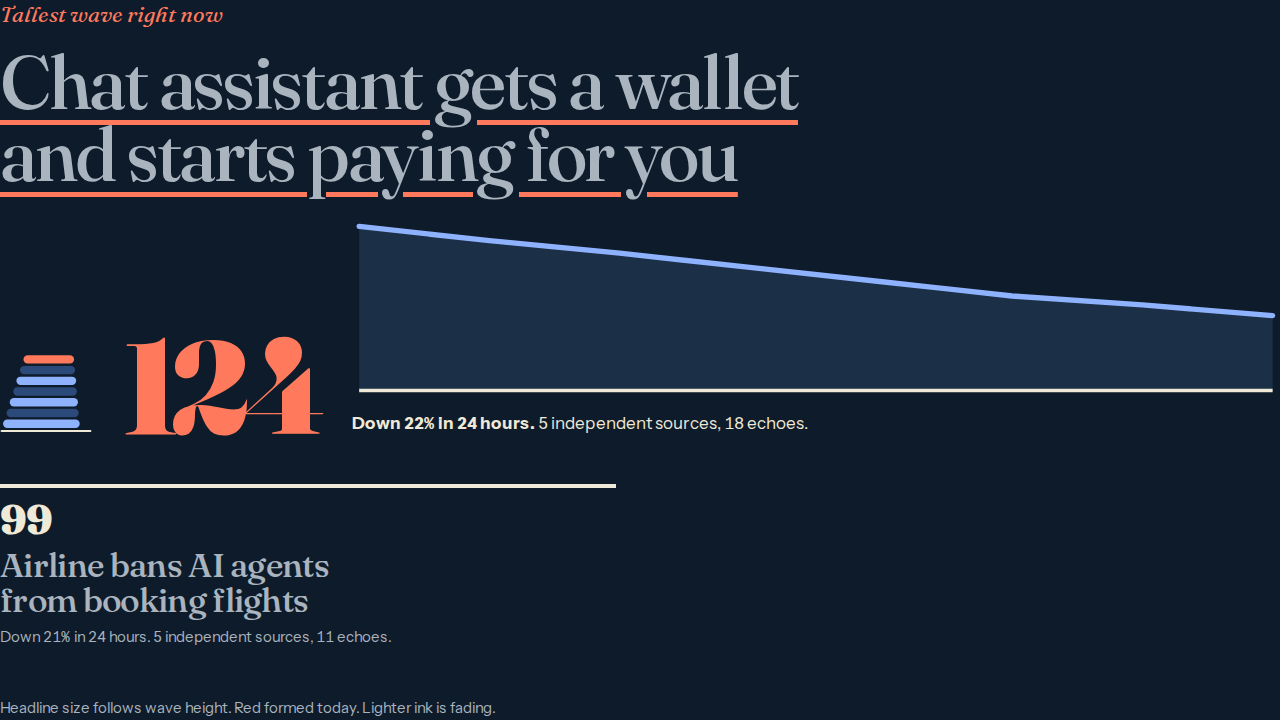 Tallest wave right now
Chat assistant gets a wallet
and starts paying for you
124
Down 22% In 24 hours. 5 independent sources, 18 echoes.
99
Airline bans AI agents
from booking flights
Down 21% in 24 hours. 5 independent sources, 11 echoes.
Headline size follows wave height. Red formed today. Lighter ink is fading.